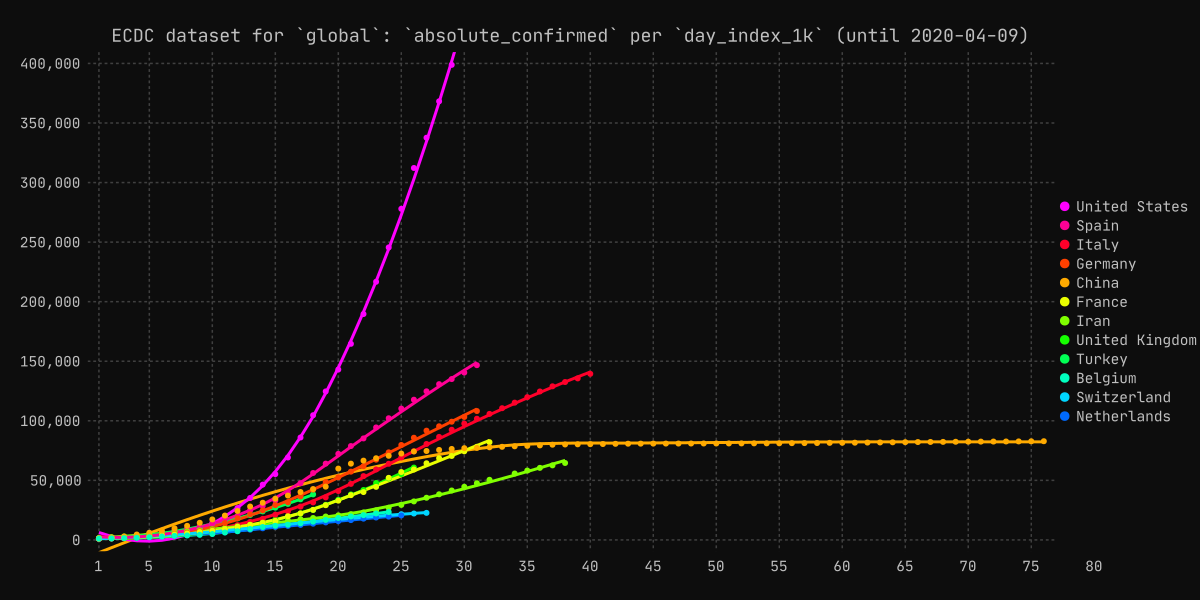 ECDC dataset for `global`: `absolute_confirmed` per `day_index_1k` (until 2020-04-09)
400,000
350,000
300,000
250,000
200,000
150,000
100,000
50,000
0
1 5 10 15 20 25 30 35 40 45 50 55 60 65 70 75 80
United States
Spain
Italy
Germany
China
France
Iran
United Kingdom
Turkey
Belgium
Switzerland
Netherlands